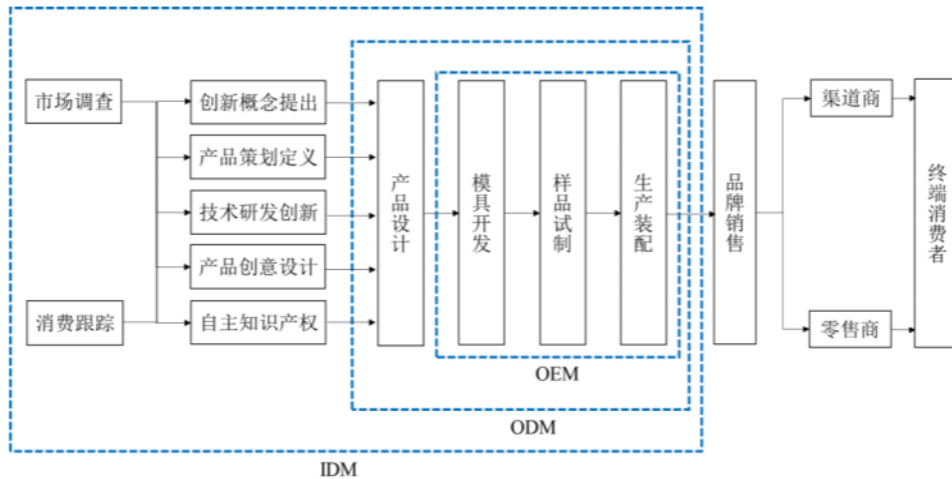 市场调查
消费跟踪
创新概念提出
产品策划定义
技术研发创新
产品创意设计
自主知识产权
产品设计
模具开发
样品试制
生产装配
品牌销售
渠道商
零售商
终端消费者
OEM
ODM
IDM